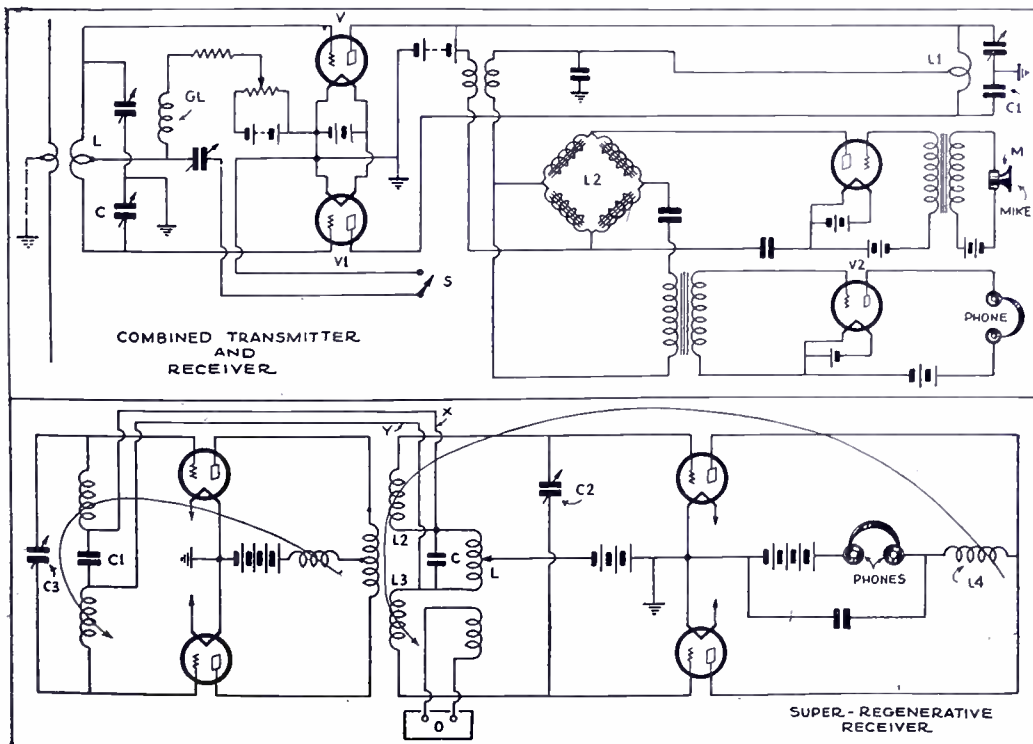 V
GL
L
C
V1
S
L1
C1
L2
M
MIKE
V2
PHONE
COMBINED TRANSMITTER
AND
RECEIVER
X
Y
C3
C1
L2
L3
C
L
C2
O
PHONES
L4
SUPER-REGENERATIVE
RECEIVER